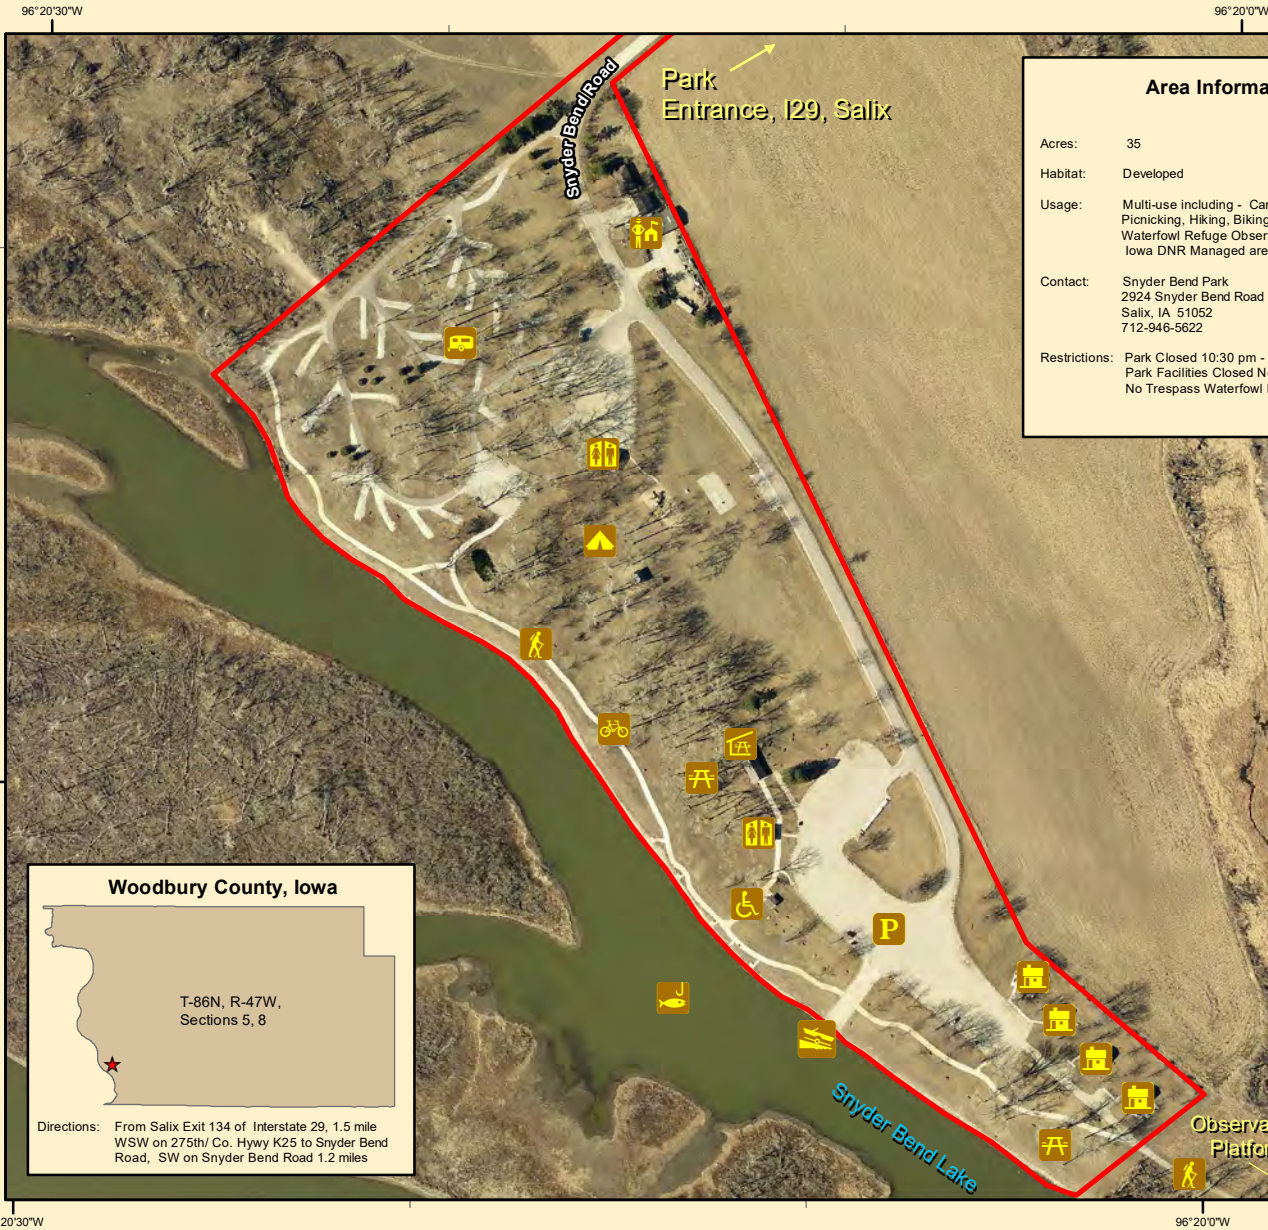 96°20'30"W
96°20'0"W
Snyder Bend Road
Park
Entrance, I29, Salix
Area Informa
Acres: 35
Habitat: Developed
Usage: Multi-use including - Ca
Picnicking, Hiking, Biking
Waterfowl Refuge Obser
Iowa DNR Managed are
Contact: Snyder Bend Park
2924 Snyder Bend Road
Salix, IA 51052
712-946-5622
Restrictions: Park Closed 10:30 pm -
Park Facilities Closed N
No Trespass Waterfowl
P
Woodbury County, Iowa
T-86N, R-47W,
Sections 5, 8
Directions: From Salix Exit 134 of Interstate 29, 1.5 mile
WSW on 275th/ Co. Hywy K25 to Snyder Bend
Road, SW on Snyder Bend Road 1.2 miles
Snyder Bend Lake
Observa
Platfo
20'30"W
96°20'0"W